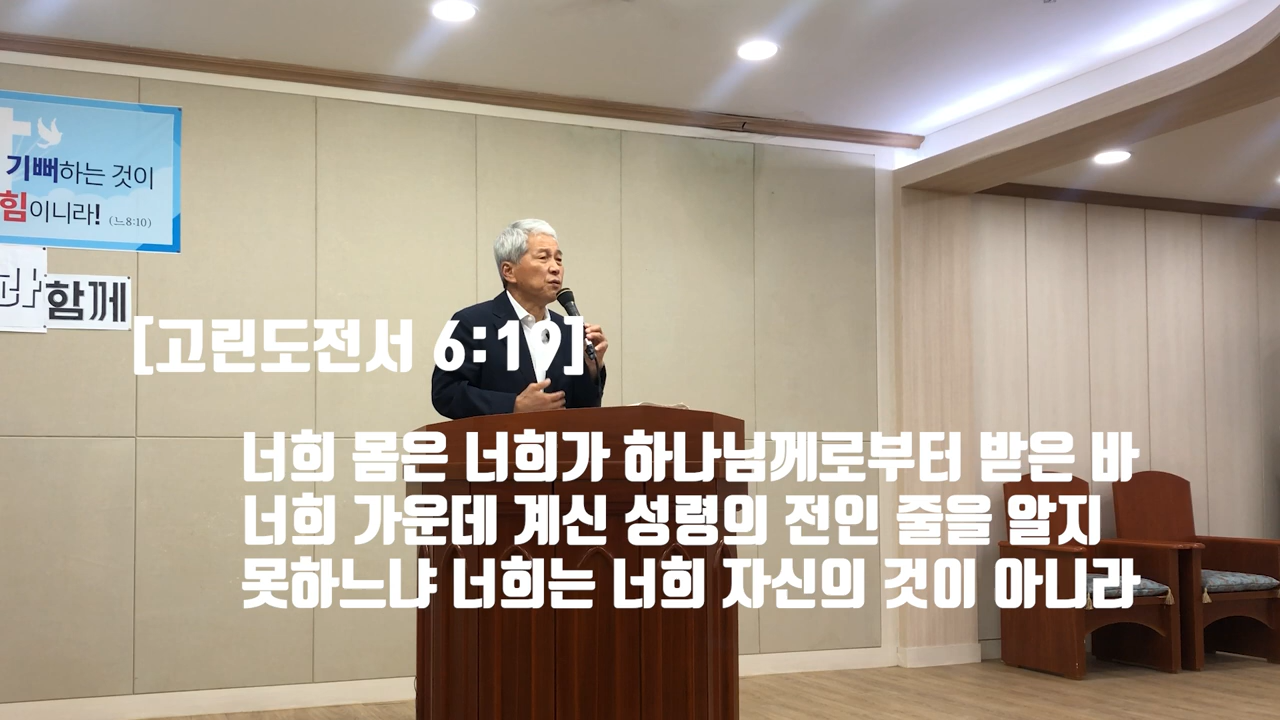 기뻐하는 것이
힘이니라! (느8:10)
함께
[고린도전서 6:19]
너희 몸은 너희가 하나님께로부터 받은 바
너희 가운데 계신 성령의 전인 줄을 알지
못하느냐 너희는 너희 자신의 것이 아니라